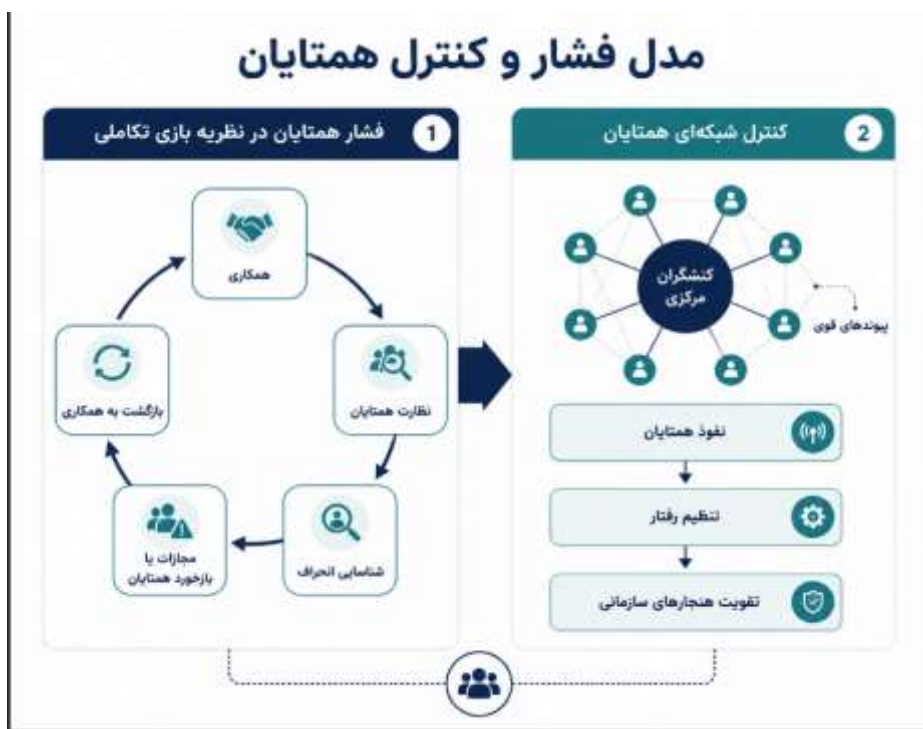 مدل فشار و کنترل همتایان
1
فشار همتایان در نظریه بازی تکاملی
همکاری
نظارت همتایان
شناسایی انحراف
مجازات یا
بازخورد همتایان
بازگشت به همکاری
2
کنترل شبکه‌ای همتایان
کنشگران
مرکزی
پیوندهای قوی
نفوذ همتایان
تنظیم رفتار
تقویت هنجارهای سازمانی